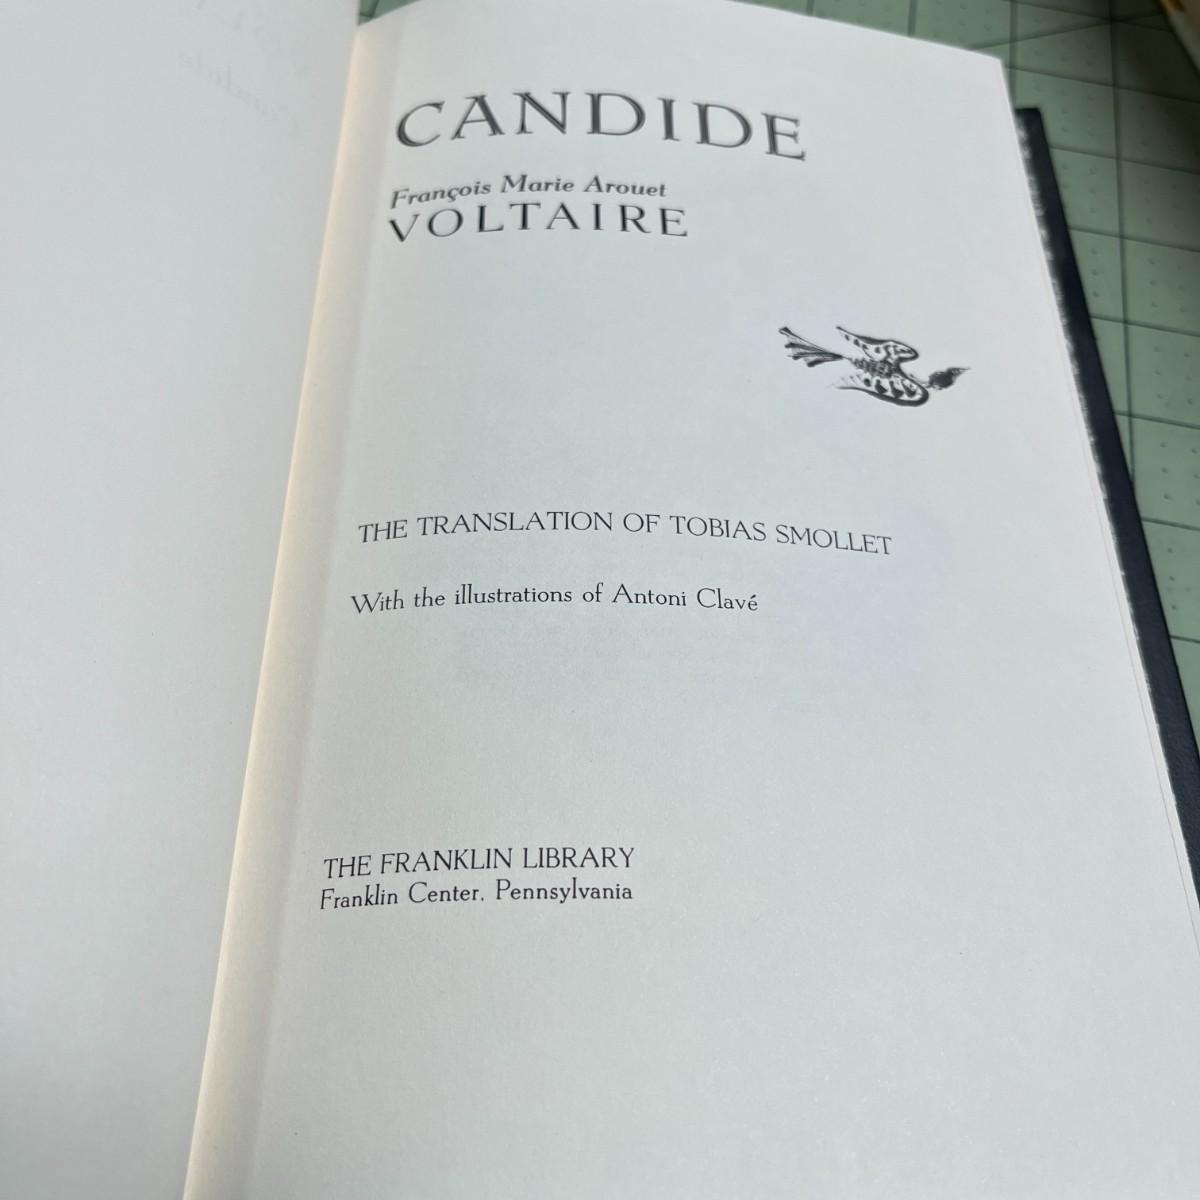 CANDIDE
François Marie Arouet
VOLTAIRE
THE TRANSLATION OF TOBIAS SMOLLET
With the illustrations of Antoni Clavé
THE FRANKLIN LIBRARY
Franklin Center, Pennsylvania